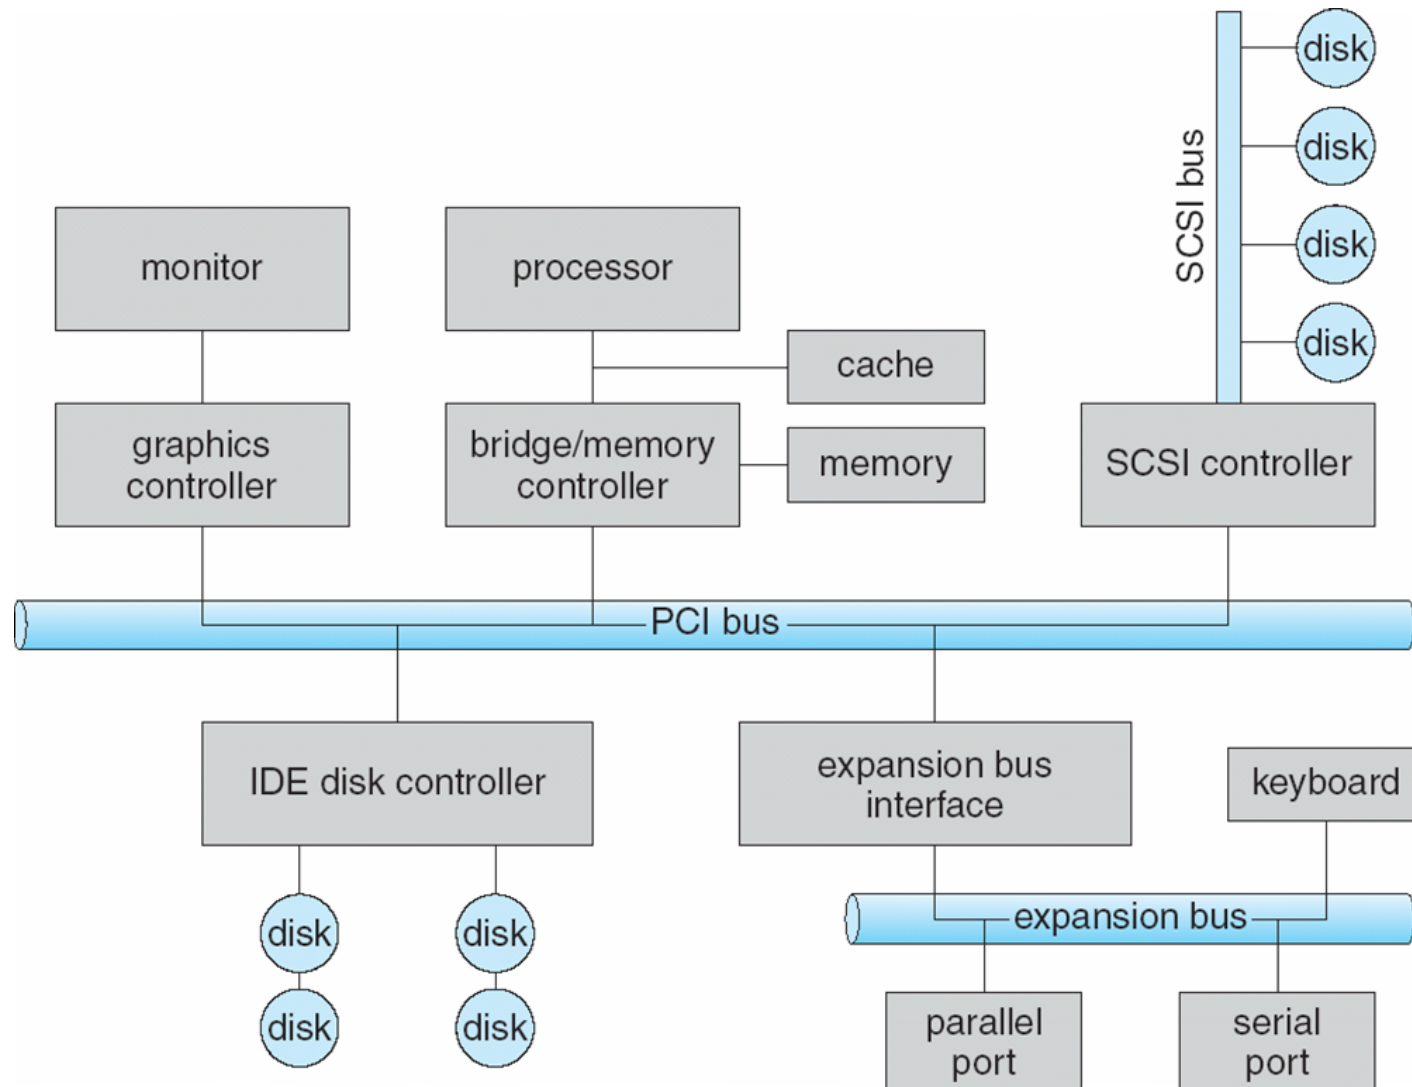 disk
disk
disk
disk
SCSI bus
monitor
processor
cache
graphics
controller
bridge/memory
controller
memory
SCSI controller
PCI bus
IDE disk controller
expansion bus
interface
keyboard
disk
disk
expansion bus
disk
disk
parallel
port
serial
port